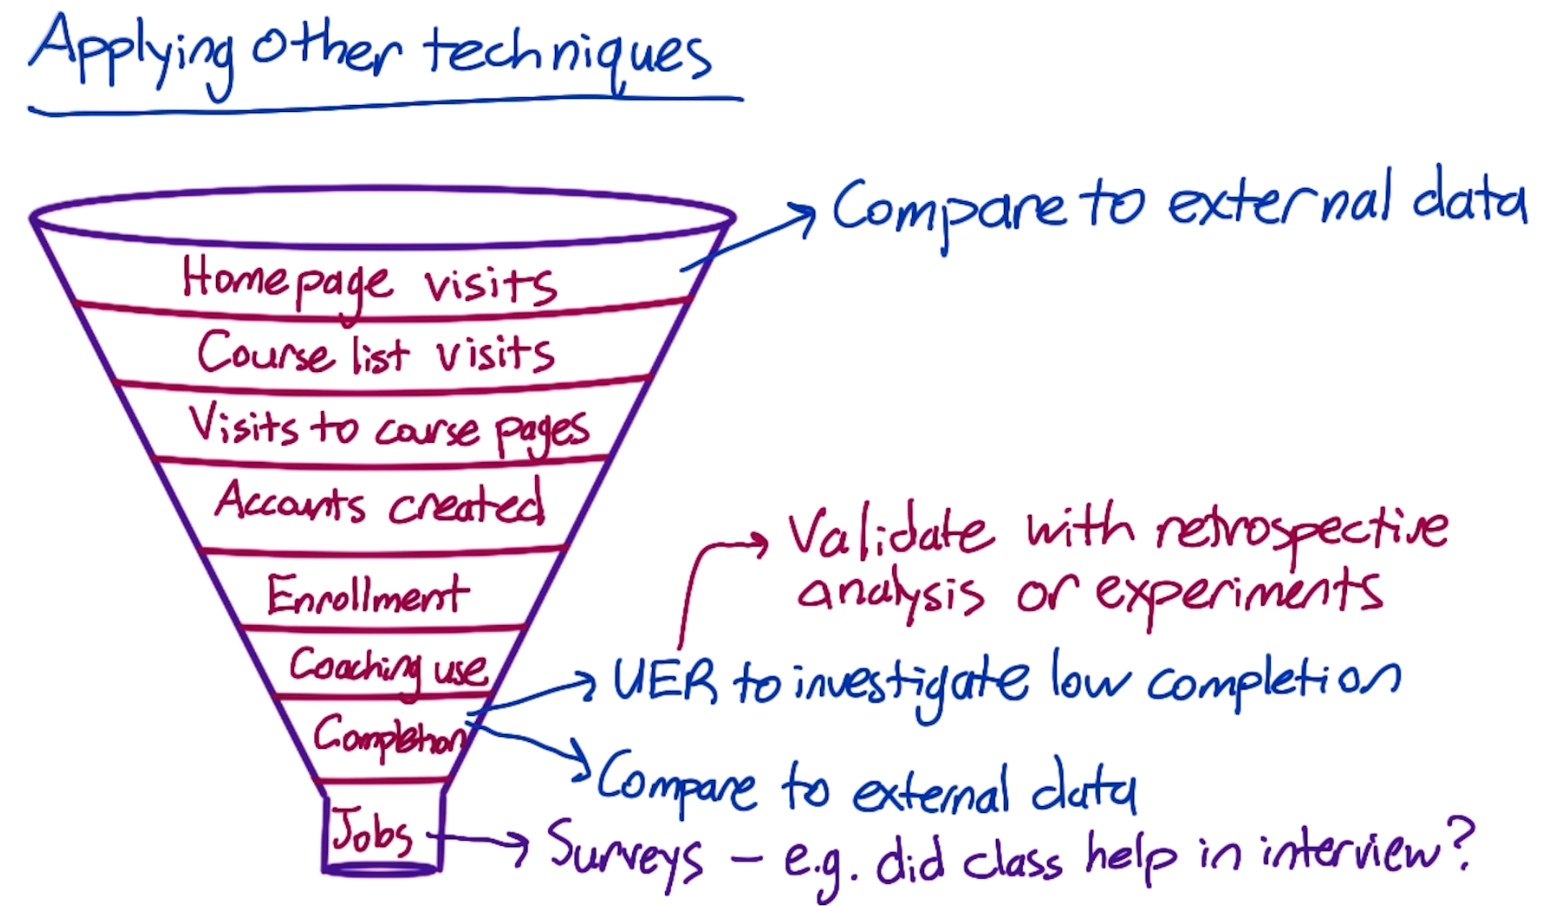 Applying other techniques
Compare to external data
Homepage visits
Course list visits
Visits to course pages
Accounts created
Enrollment
Coaching use
Completion
Jobs
Validate with retrospective
analysis or experiments
UER to investigate low completion
Compare to external data
Surveys – e.g. did class help in interview?